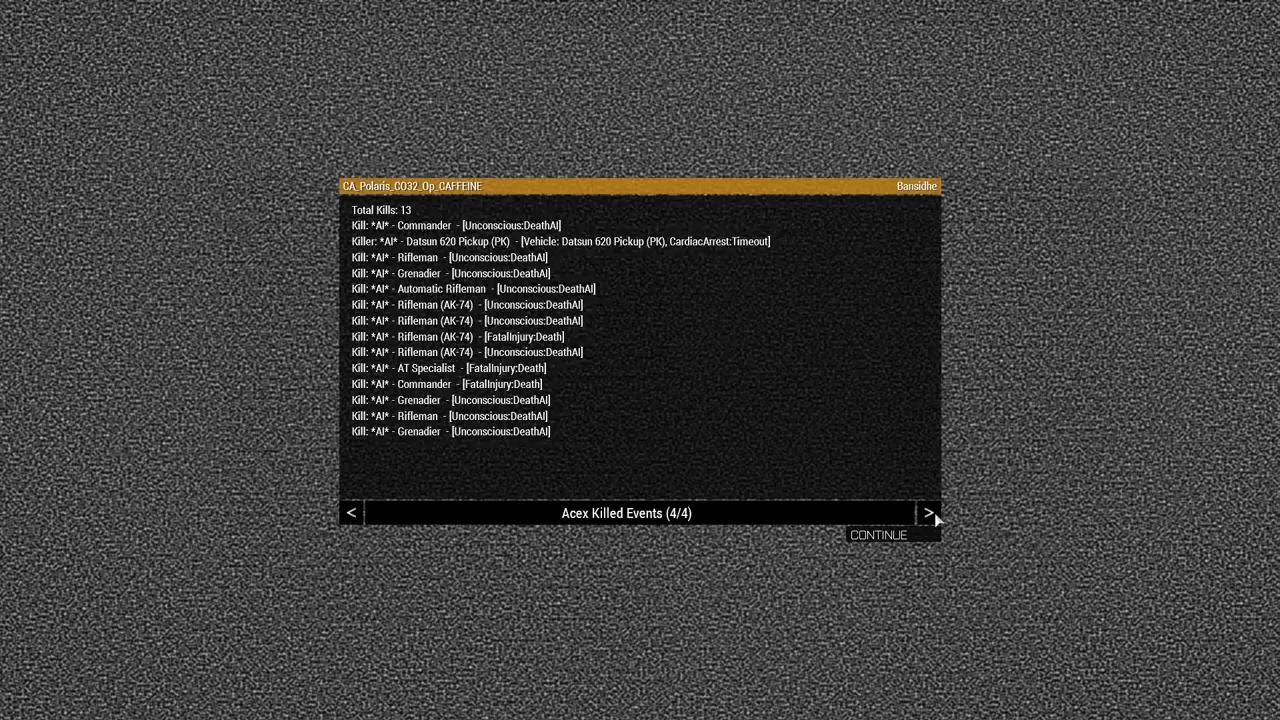 CA_Polaris_CO32_Op_CAFFEINE Bansidhe
Total Kills: 13
Kill: *AI* - Commander - [Unconscious:DeathAI]
Killer: *AI* - Datsun 620 Pickup (PK) - [Vehicle: Datsun 620 Pickup (PK), CardiacArrest:Timeout]
Kill: *AI* - Rifleman - [Unconscious:DeathAI]
Kill: *AI* - Grenadier - [Unconscious:DeathAI]
Kill: *AI* - Automatic Rifleman - [Unconscious:DeathAI]
Kill: *AI* - Rifleman (AK-74) - [Unconscious:DeathAI]
Kill: *AI* - Rifleman (AK-74) - [Unconscious:DeathAI]
Kill: *AI* - Rifleman (AK-74) - [FatalInjury:Death]
Kill: *AI* - Rifleman (AK-74) - [Unconscious:DeathAI]
Kill: *AI* - AT Specialist - [FatalInjury:Death]
Kill: *AI* - Commander - [FatalInjury:Death]
Kill: *AI* - Grenadier - [Unconscious:DeathAI]
Kill: *AI* - Rifleman - [Unconscious:DeathAI]
Kill: *AI* - Grenadier - [Unconscious:DeathAI]
< Acex Killed Events (4/4) >
CONTINUE